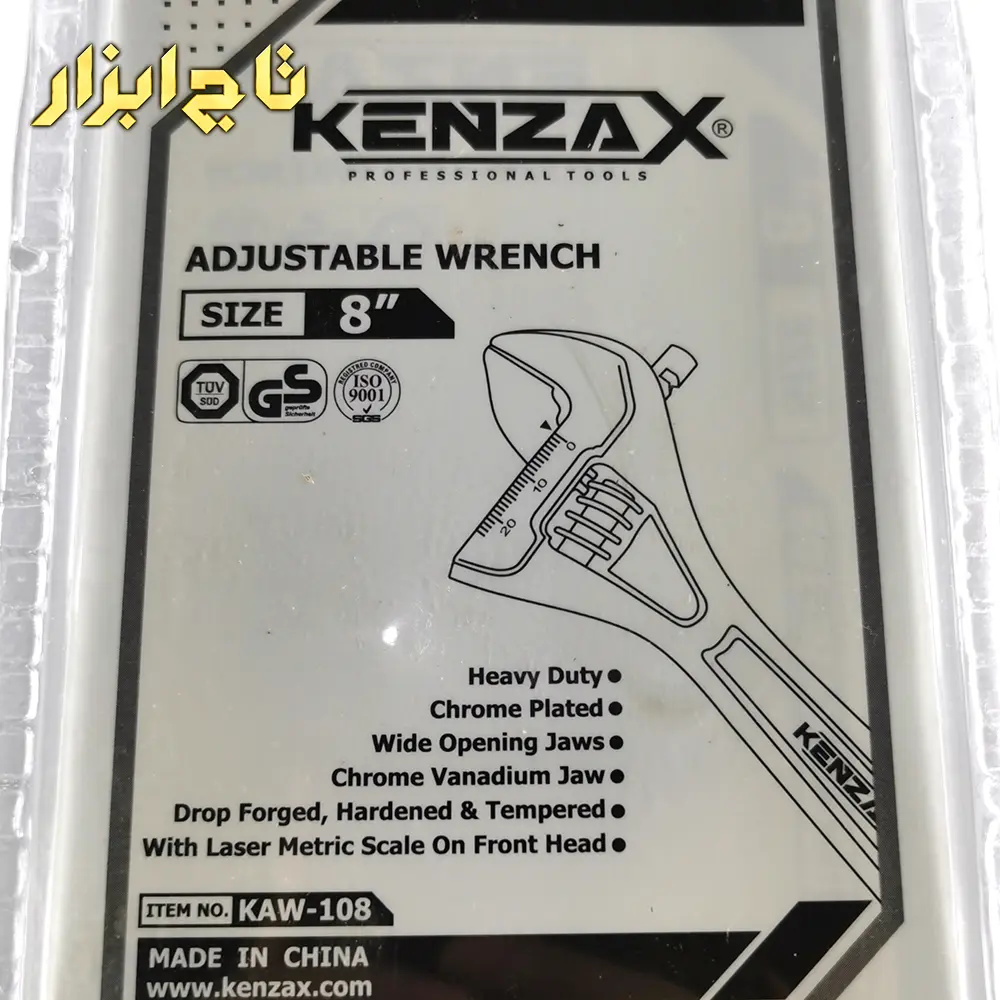 تاج ابزار
KENZAX®
PROFESSIONAL TOOLS
ADJUSTABLE WRENCH
SIZE 8"
TÜV
SÜD
GS
geprüfte
Sicherheit
REGISTERED COMPANY
ISO
9001
SGS
0
10
20
Heavy Duty●
Chrome Plated●
Wide Opening Jaws●
Chrome Vanadium Jaw●
Drop Forged, Hardened & Tempered●
With Laser Metric Scale On Front Head●
KENZA
ITEM NO. KAW-108
MADE IN CHINA
www.kenzax.com